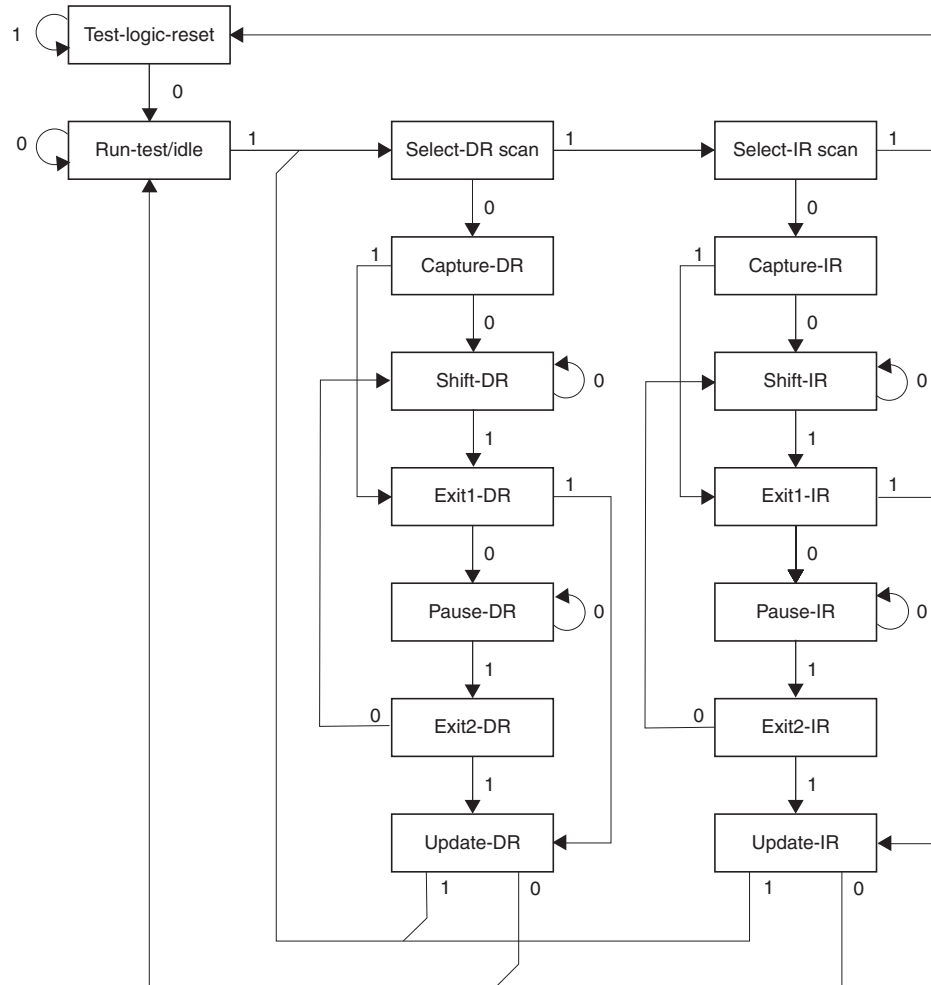 1
Test-logic-reset
0
0
Run-test/idle
1
Select-DR scan
1
Select-IR scan
1
0
0
1
Capture-DR
1
Capture-IR
0
0
Shift-DR
0
Shift-IR
0
1
1
Exit1-DR
1
Exit1-IR
1
0
0
Pause-DR
0
Pause-IR
0
1
1
0
Exit2-DR
0
Exit2-IR
1
1
Update-DR
Update-IR
1
0
1
0